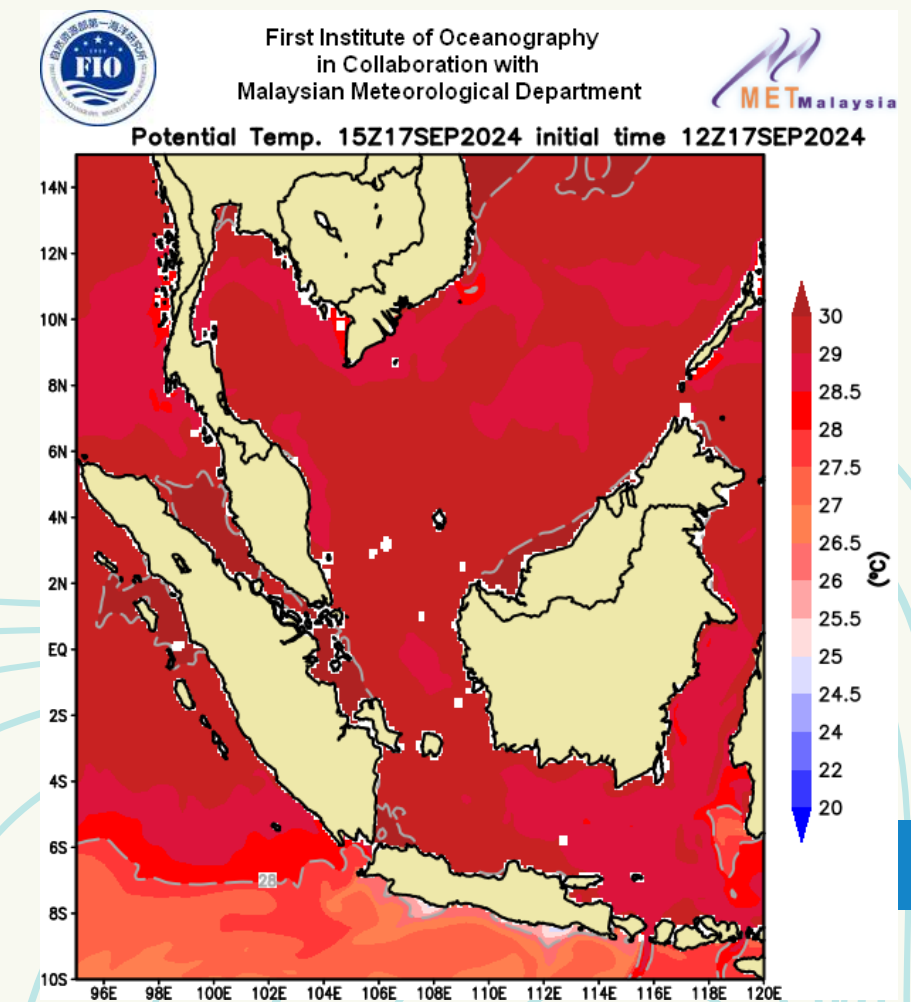 First Institute of Oceanography
in Collaboration with
Malaysian Meteorological Department
FIO
MET Malaysia
Potential Temp. 15Z17SEP2024 initial time 12Z17SEP2024
14N
12N
10N
8N
6N
4N
2N
EQ
2S
4S
6S
8S
10S
28
96E 98E 100E 102E 104E 106E 108E 110E 112E 114E 116E 118E 120E
30
29
28.5
28
27.5
27
26.5
26
25.5
25
24.5
24
22
20
(°C)